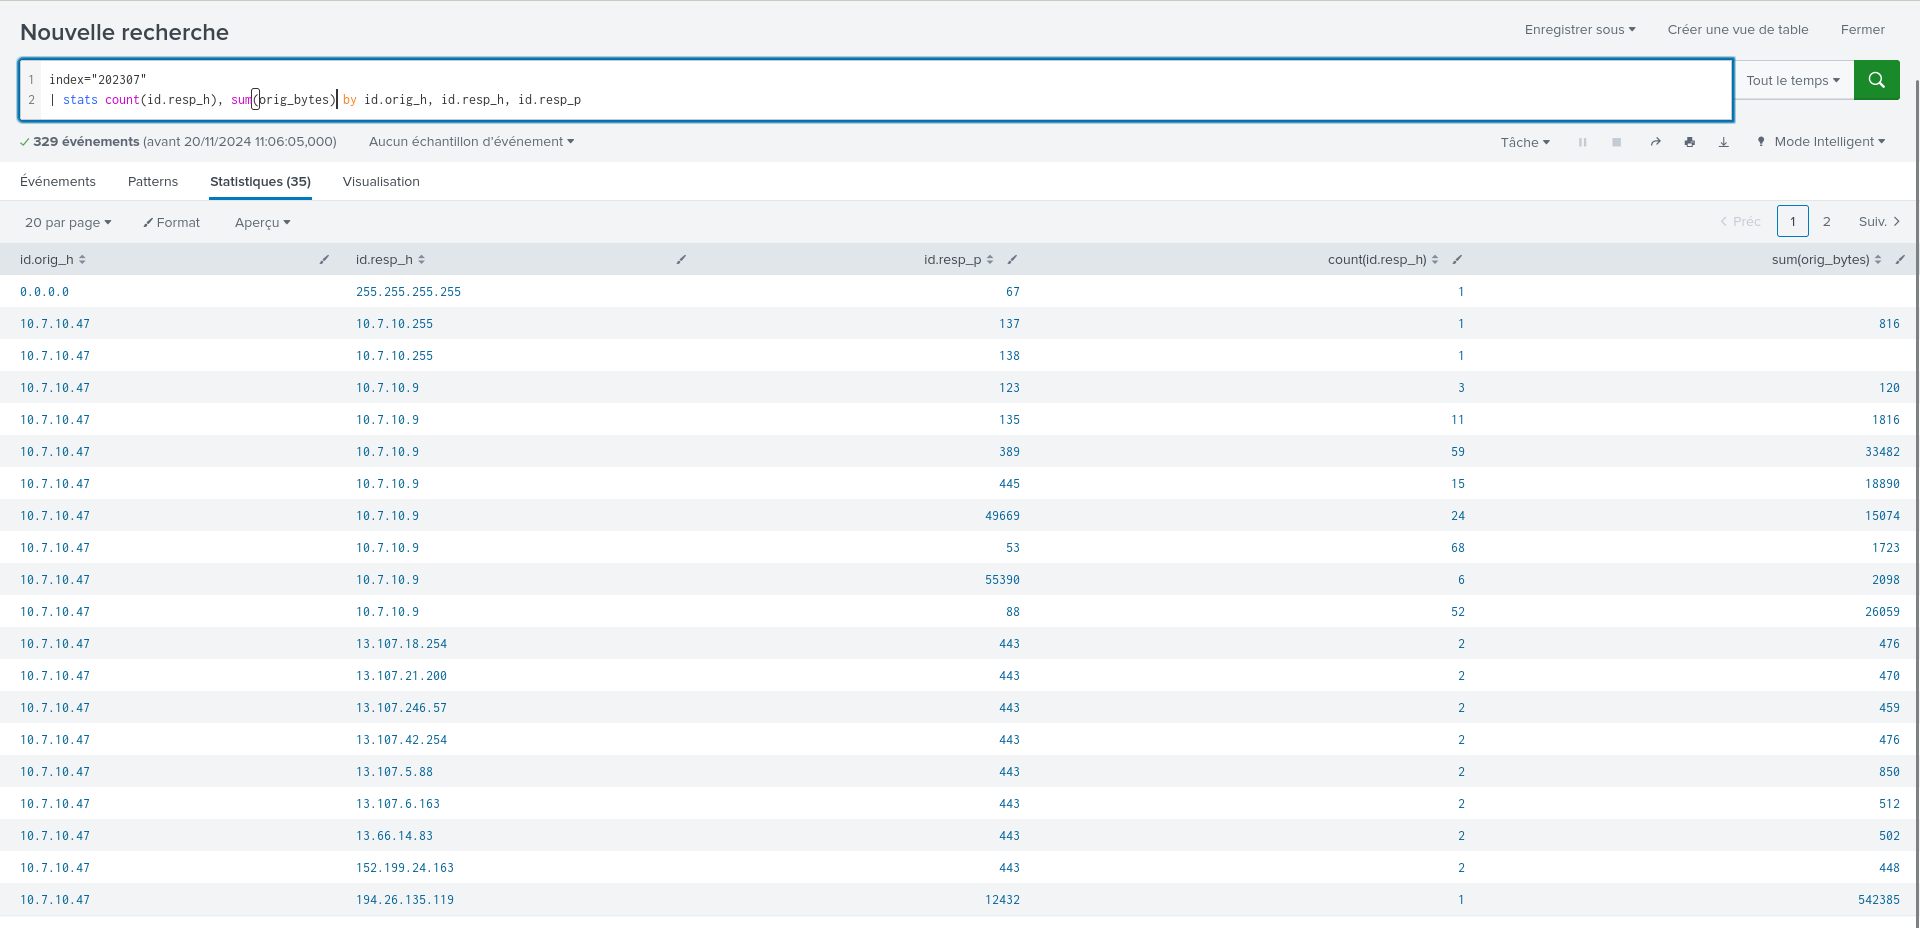 Nouvelle recherche
Enregistrer sous Créer une vue de table Fermer
1 index="202307"
2 | stats count(id.resp_h), sum(orig_bytes) by id.orig_h, id.resp_h, id.resp_p
Tout le temps
329 événements (avant 20/11/2024 11:06:05,000) Aucun échantillon d'événement
Tâche Mode Intelligent
Événements Patterns Statistiques (35) Visualisation
20 par page Format Aperçu
Préc 1 2 Suiv.
id.orig_h id.resp_h id.resp_p count(id.resp_h) sum(orig_bytes)
0.0.0.0 255.255.255.255 67 1
10.7.10.47 10.7.10.255 137 1 816
10.7.10.47 10.7.10.255 138 1
10.7.10.47 10.7.10.9 123 3 120
10.7.10.47 10.7.10.9 135 11 1816
10.7.10.47 10.7.10.9 389 59 33482
10.7.10.47 10.7.10.9 445 15 18890
10.7.10.47 10.7.10.9 49669 24 15074
10.7.10.47 10.7.10.9 53 68 1723
10.7.10.47 10.7.10.9 55390 6 2098
10.7.10.47 10.7.10.9 88 52 26059
10.7.10.47 13.107.18.254 443 2 476
10.7.10.47 13.107.21.200 443 2 470
10.7.10.47 13.107.246.57 443 2 459
10.7.10.47 13.107.42.254 443 2 476
10.7.10.47 13.107.5.88 443 2 850
10.7.10.47 13.107.6.163 443 2 512
10.7.10.47 13.66.14.83 443 2 502
10.7.10.47 152.199.24.163 443 2 448
10.7.10.47 194.26.135.119 12432 1 542385